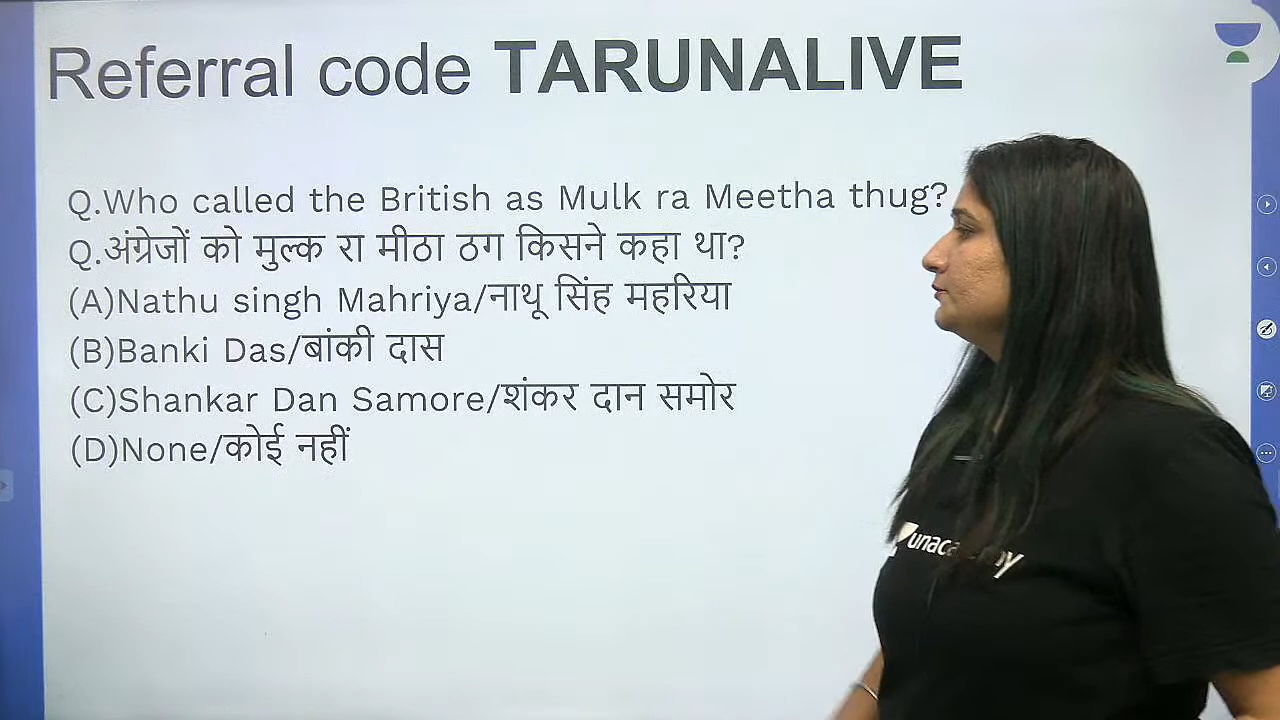 Referral code TARUNALIVE
Q.Who called the British as Mulk ra Meetha thug?
Q.अंग्रेजों को मुल्क रा मीठा ठग किसने कहा था?
(A)Nathu singh Mahriya/नाथू सिंह महरिया
(B)Banki Das/बांकी दास
(C)Shankar Dan Samore/शंकर दान समोर
(D)None/कोई नहीं